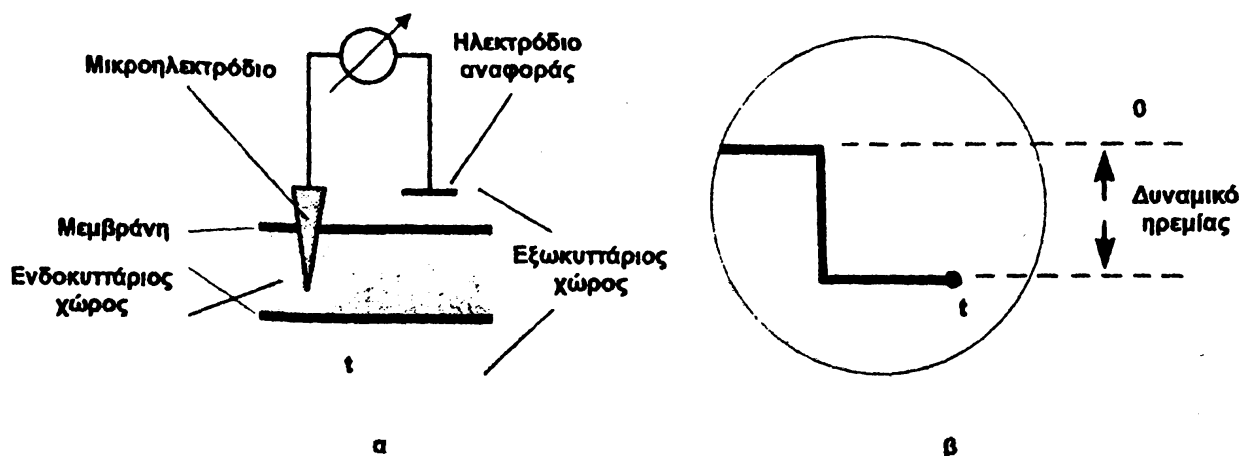 Μικροηλεκτρόδιο
Ηλεκτρόδιο
αναφοράς
Μεμβράνη
Ενδοκυττάριος
χώρος
Εξωκυττάριος
χώρος
t
α
0
Δυναμικό
ηρεμίας
t
β